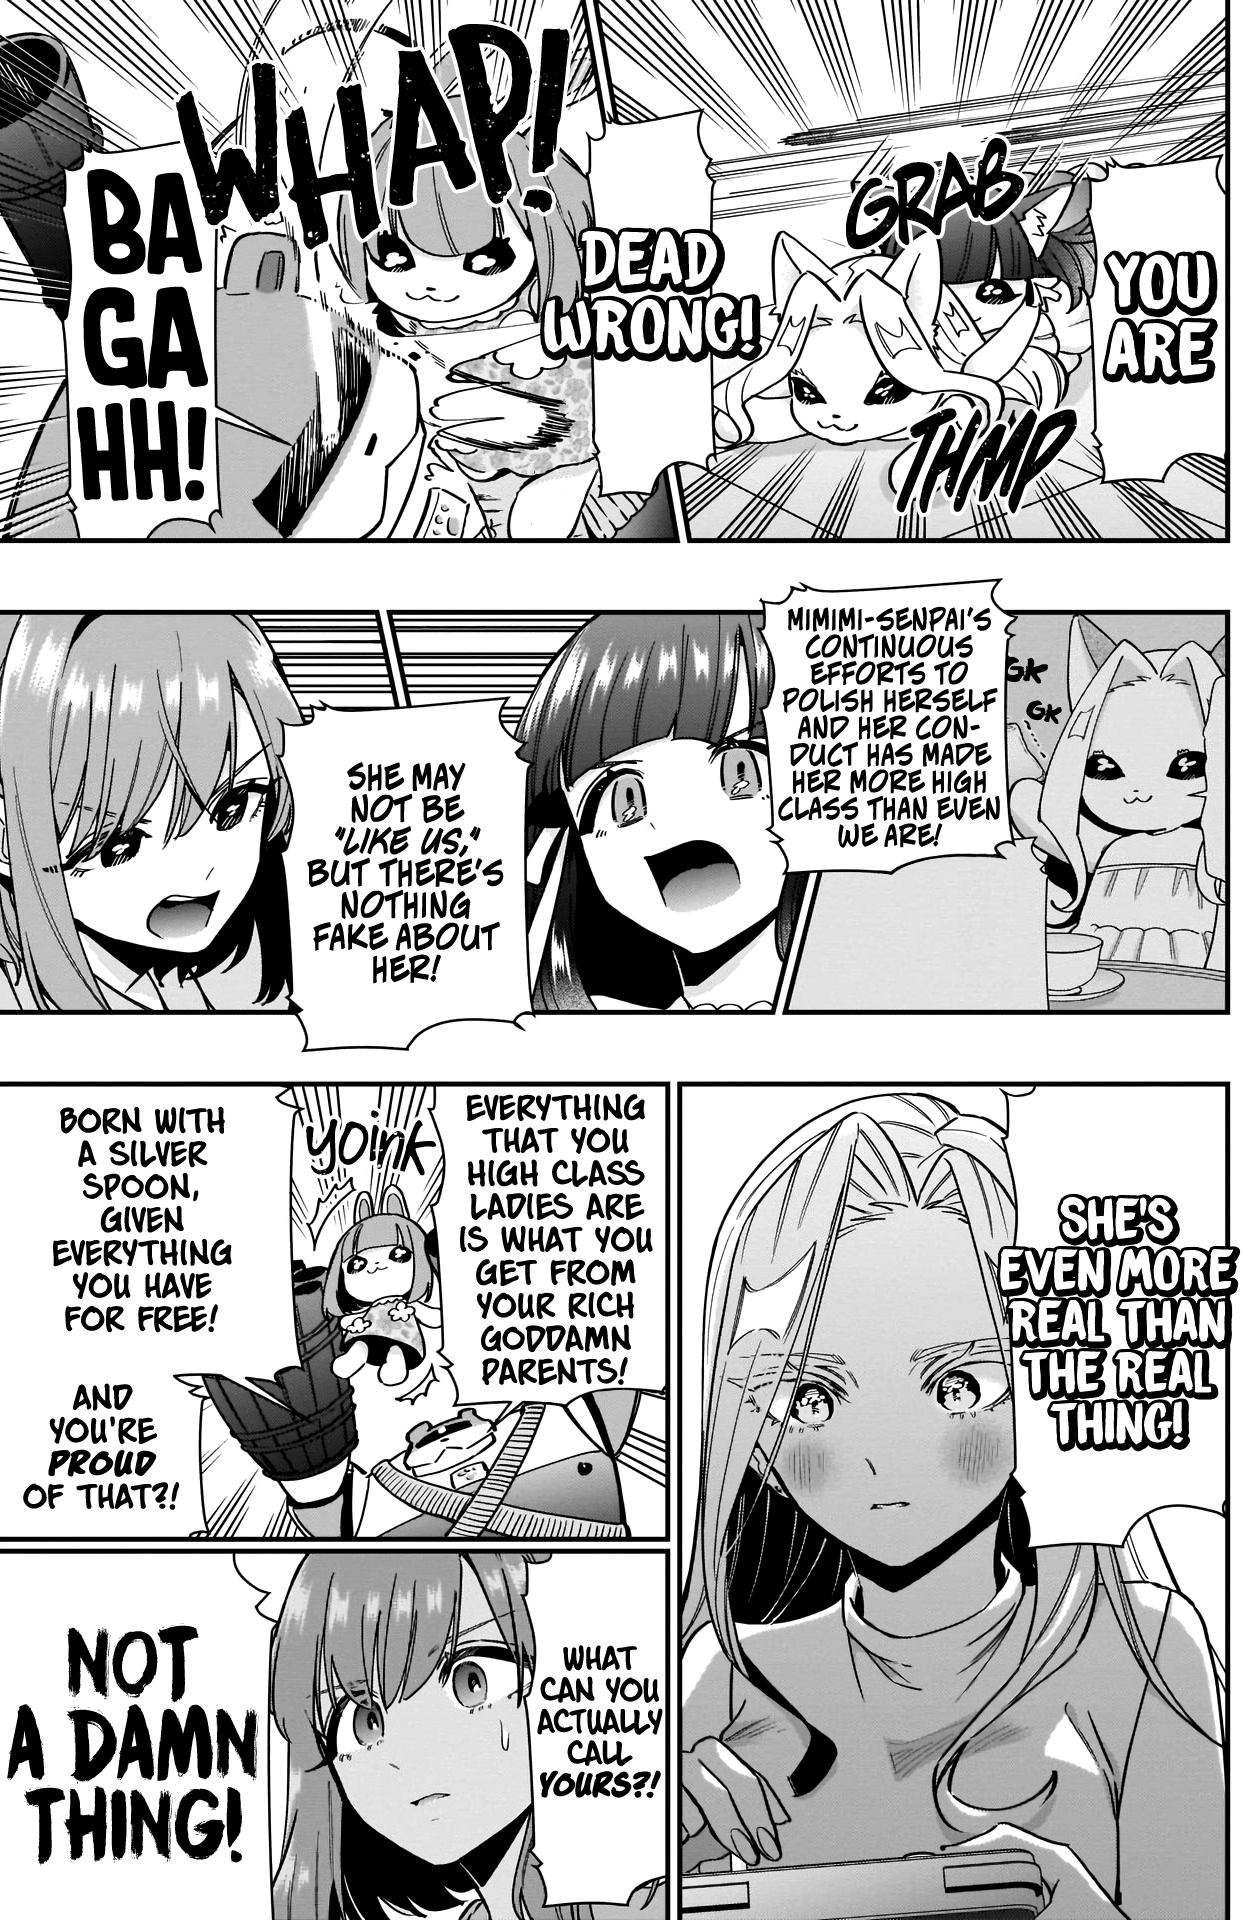 YOU
ARE
GRAB
THMP
DEAD
WRONG!
WHAP!
BA
GA
HH!
GK
GK
MIMIMI-SENPAI'S
CONTINUOUS
EFFORTS TO
POLISH HERSELF
AND HER CON-
DUCT HAS MADE
HER MORE HIGH
CLASS THAN EVEN
WE ARE!
SHE MAY
NOT BE
"LIKE US,"
BUT THERE'S
NOTHING
FAKE ABOUT
HER!
SHE'S
EVEN MORE
REAL THAN
THE REAL
THING!
EVERYTHING
THAT YOU
HIGH CLASS
LADIES ARE
IS WHAT YOU
GET FROM
YOUR RICH
GODDAMN
PARENTS!
YOINK
BORN WITH
A SILVER
SPOON,
GIVEN
EVERYTHING
YOU HAVE
FOR FREE!
AND
YOU'RE
PROUD
OF THAT?!
WHAT
CAN YOU
ACTUALLY
CALL
YOURS?!
NOT
A DAMN
THING!